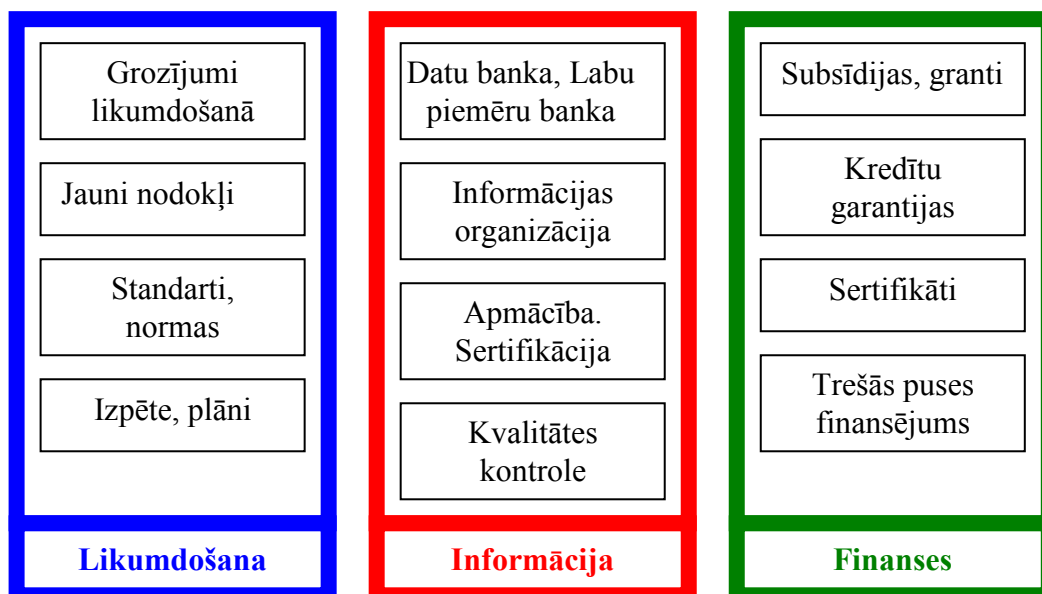 Grozījumi
likumdošanā
Jauni nodokļi
Standarti,
normas
Izpēte, plāni
Likumdošana
Datu banka, Labu
piemēru banka
Informācijas
organizācija
Apmācība.
Sertifikācija
Kvalitātes
kontrole
Informācija
Subsīdijas, granti
Kredītu
garantijas
Sertifikāti
Trešās puses
finansējums
Finanses